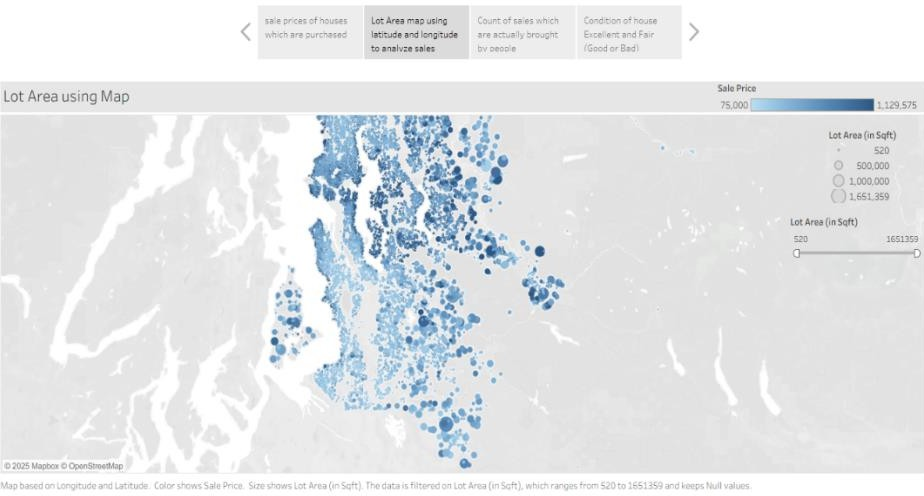 sale prices of houses
which are purchased
Lot Area map using
latitude and longitude
to analyze sales
Count of sales which
are actually brought
by people
Condition of house
Excellent and Fair
(Good or Bad)
Lot Area using Map
Sale Price
75,000
1,129,575
Lot Area (in Sqft)
520
500,000
1,000,000
1,651,359
Lot Area (in Sqft)
520
1651359
© 2025 Mapbox © OpenStreetMap
Map based on Longitude and Latitude. Color shows Sale Price. Size shows Lot Area (in Sqft). The data is filtered on Lot Area (in Sqft), which ranges from 520 to 1651359 and keeps Null values.